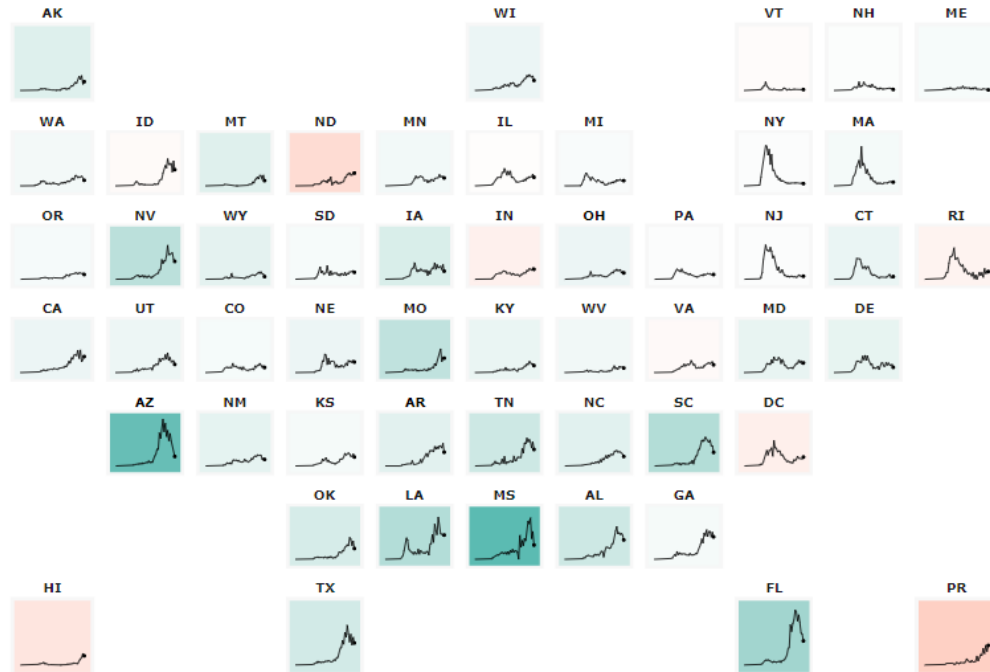 AK WI VT NH ME
WA ID MT ND MN IL MI NY MA
OR NV WY SD IA IN OH PA NJ CT RI
CA UT CO NE MO KY WV VA MD DE
AZ NM KS AR TN NC SC DC
OK LA MS AL GA
HI TX FL PR